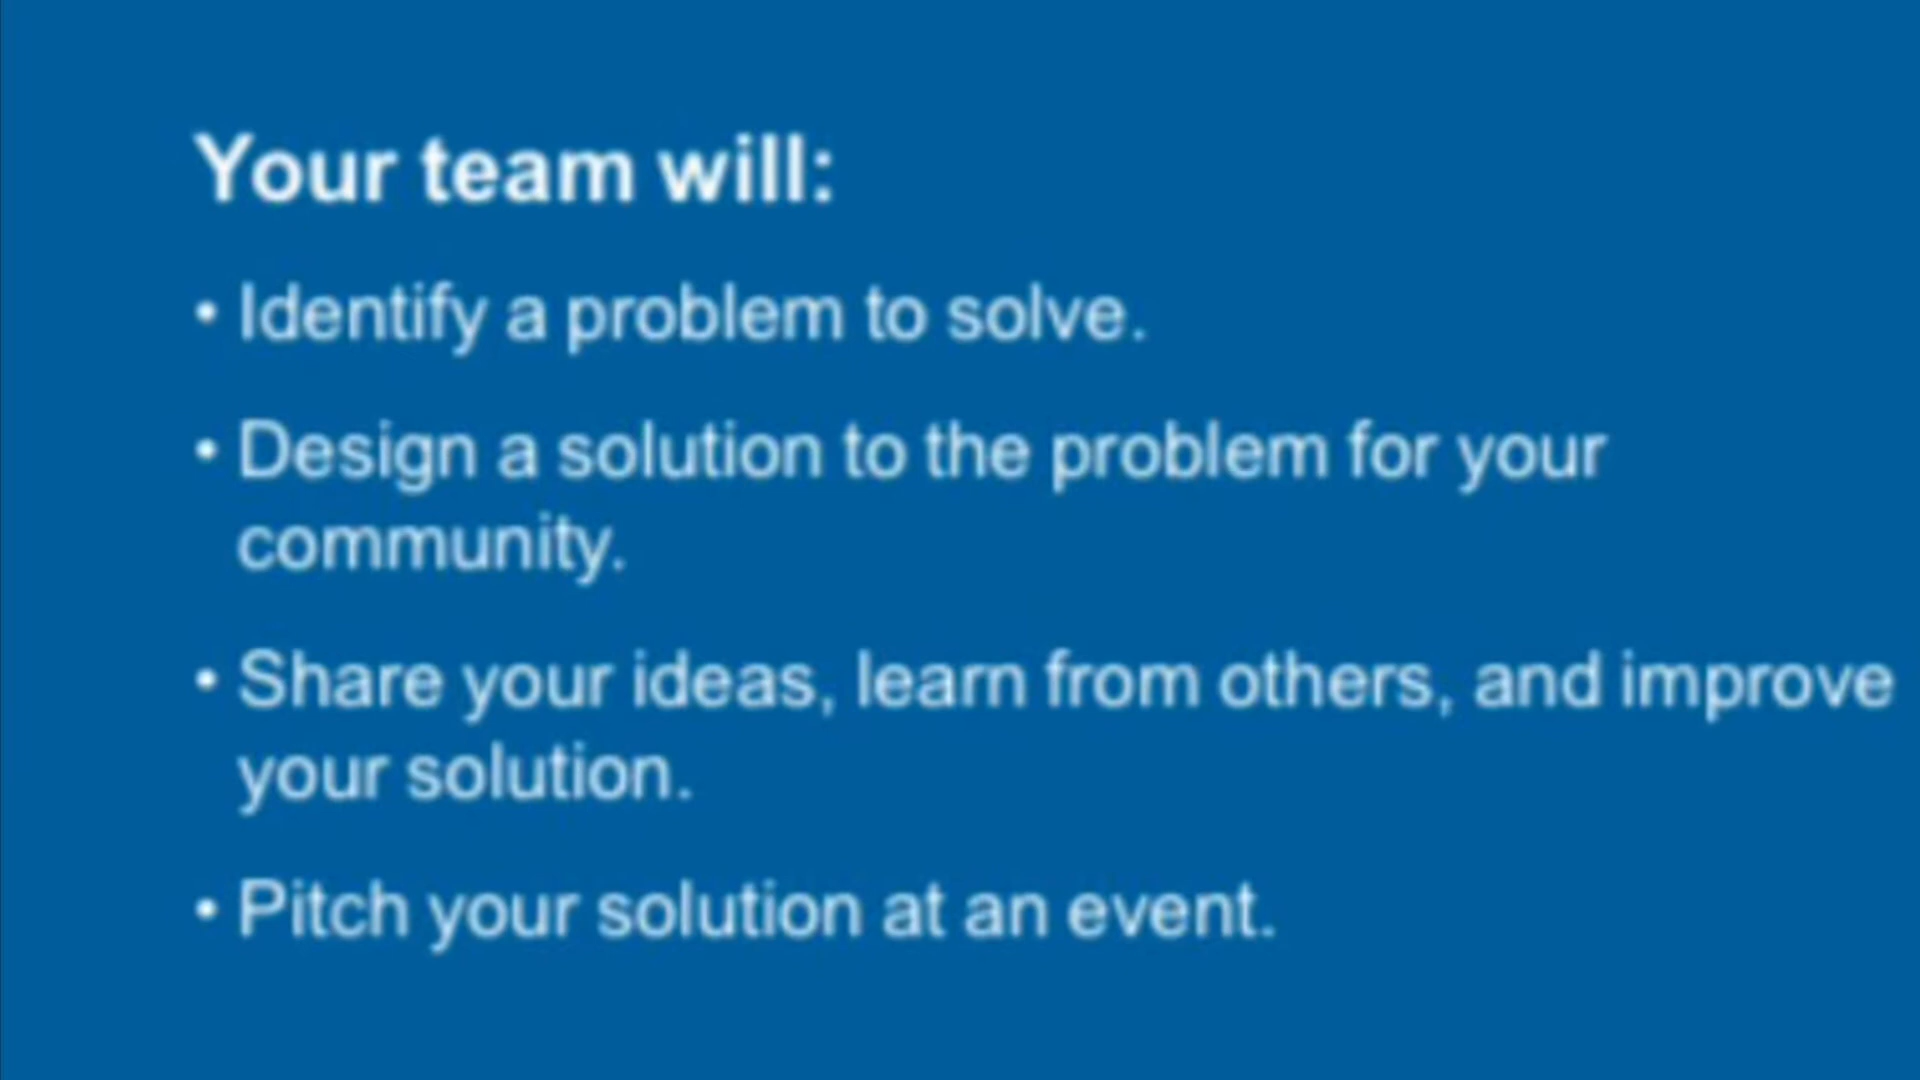 Your team will:
• Identify a problem to solve.
• Design a solution to the problem for your
community.
• Share your ideas, learn from others, and improve
your solution.
• Pitch your solution at an event.